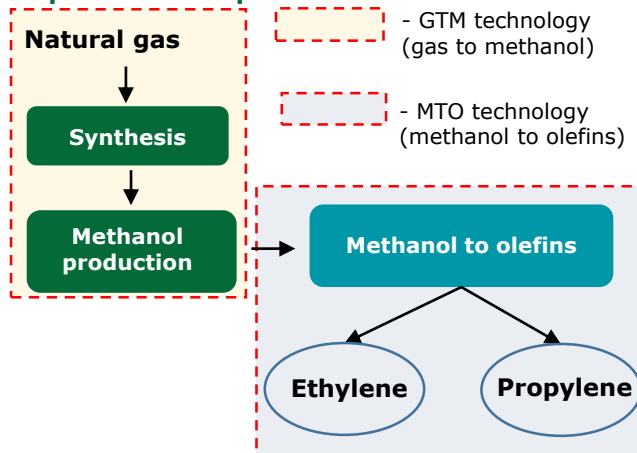 Natural gas
- GTM technology
(gas to methanol)
Synthesis
- MTO technology
(methanol to olefins)
Methanol
production
Methanol to olefins
Ethylene
Propylene